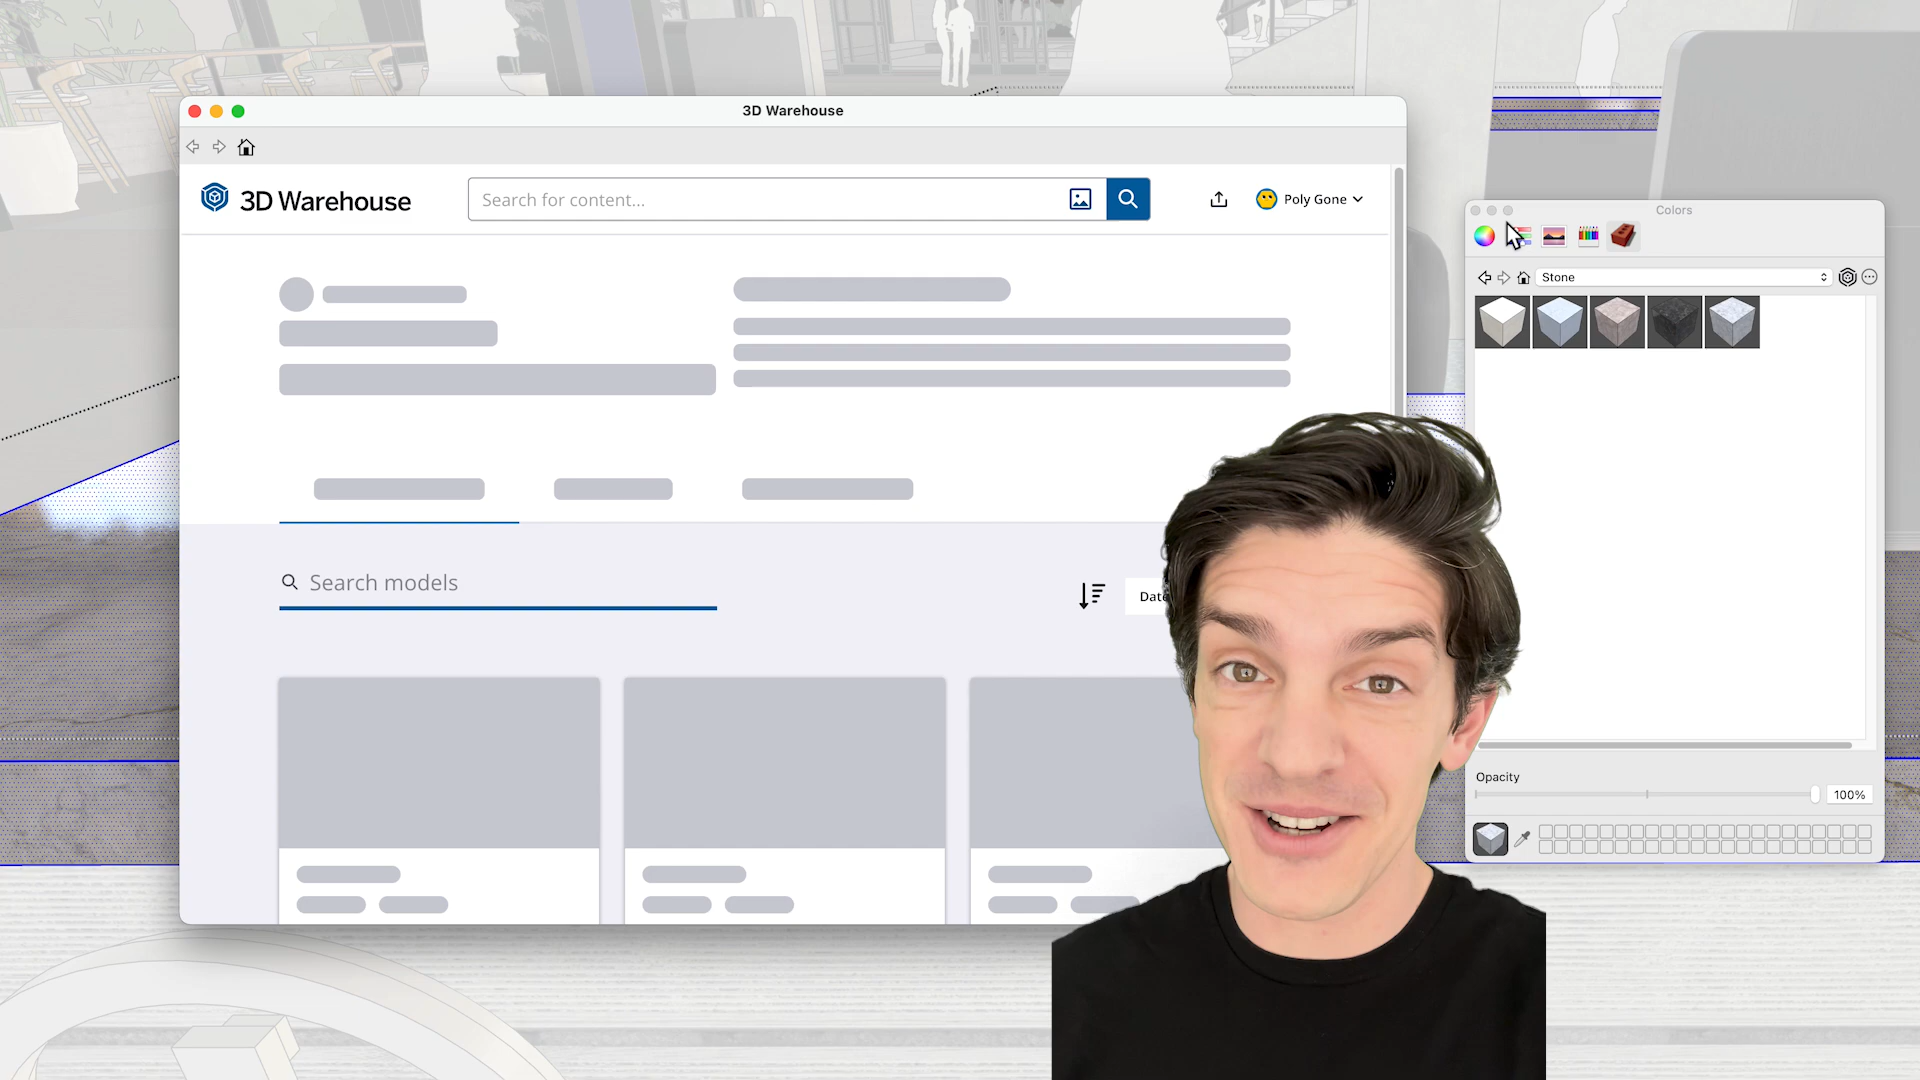 3D Warehouse
3D Warehouse
Search for content...
Poly Gone
Search models
Date
Colors
Stone
Opacity
100%